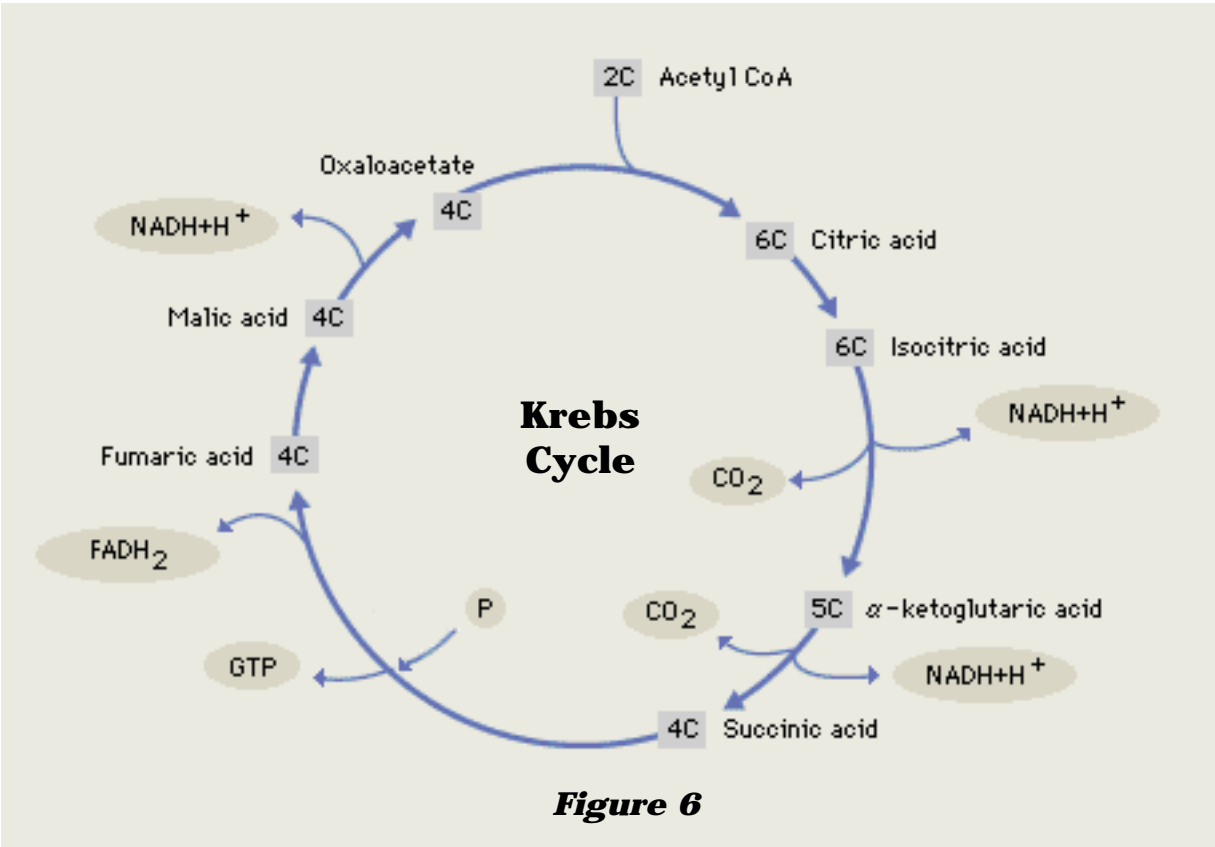 2C Acetyl CoA
Oxaloacetate
4C
NADH+H+
6C Citric acid
Malic acid 4C
6C Isocitric acid
Krebs
Cycle
NADH+H+
Fumaric acid 4C
CO2
FADH2
P
CO2
5C α-ketoglutaric acid
GTP
NADH+H+
4C Succinic acid
Figure 6